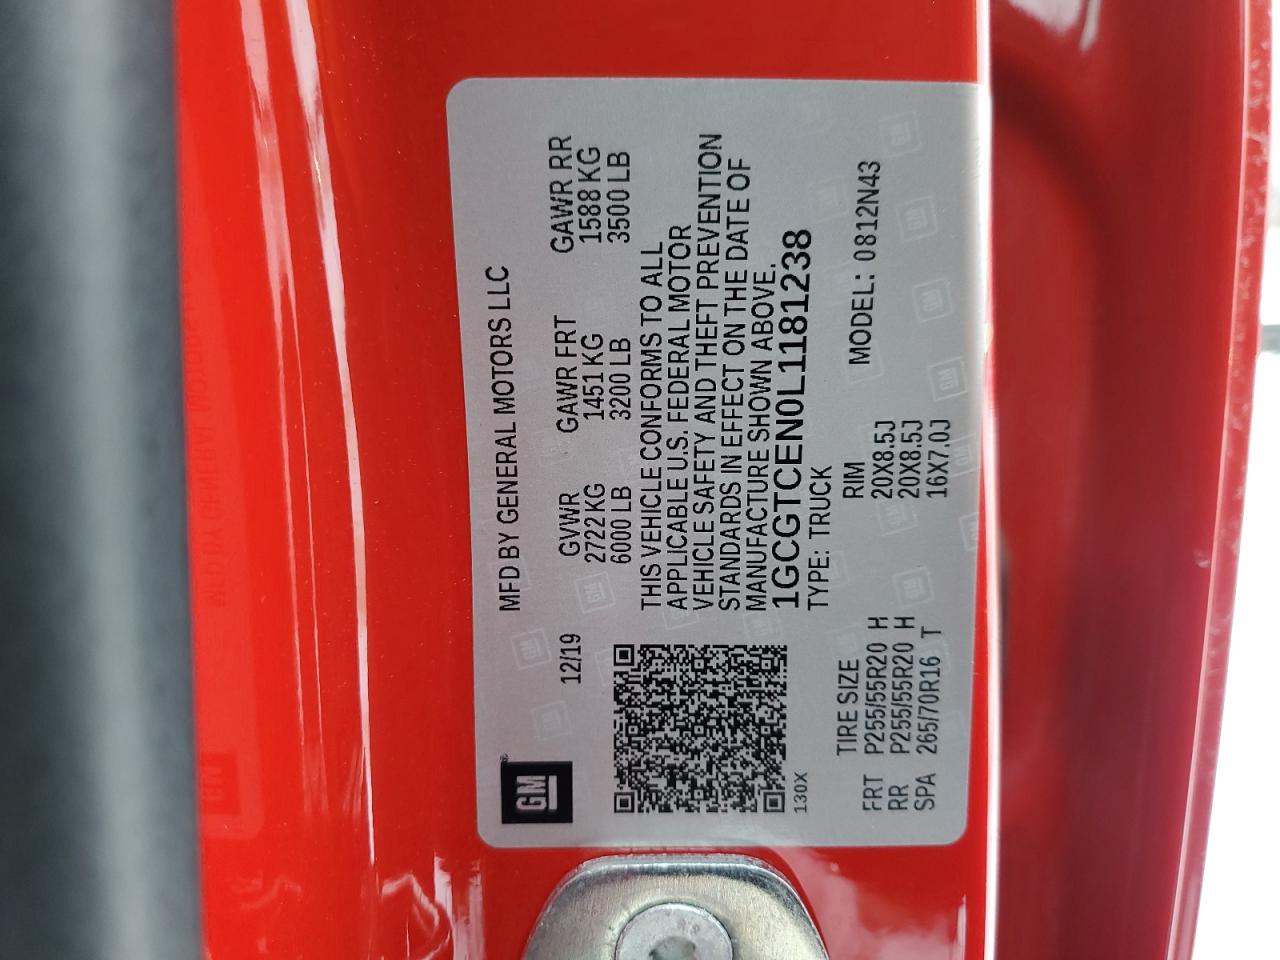 GM
MFD BY GENERAL MOTORS LLC
12/19
GVWR GAWR FRT GAWR RR
2722 KG 1451 KG 1588 KG
6000 LB 3200 LB 3500 LB
THIS VEHICLE CONFORMS TO ALL
APPLICABLE U.S. FEDERAL MOTOR
VEHICLE SAFETY AND THEFT PREVENTION
STANDARDS IN EFFECT ON THE DATE OF
MANUFACTURE SHOWN ABOVE.
1GCGTCEN0L1181238
130X
TYPE: TRUCK
MODEL: 0812N43
TIRE SIZE RIM
FRT P255/55R20 H 20X8.5J
RR P255/55R20 H 20X8.5J
SPA 265/70R16 T 16X7.0J